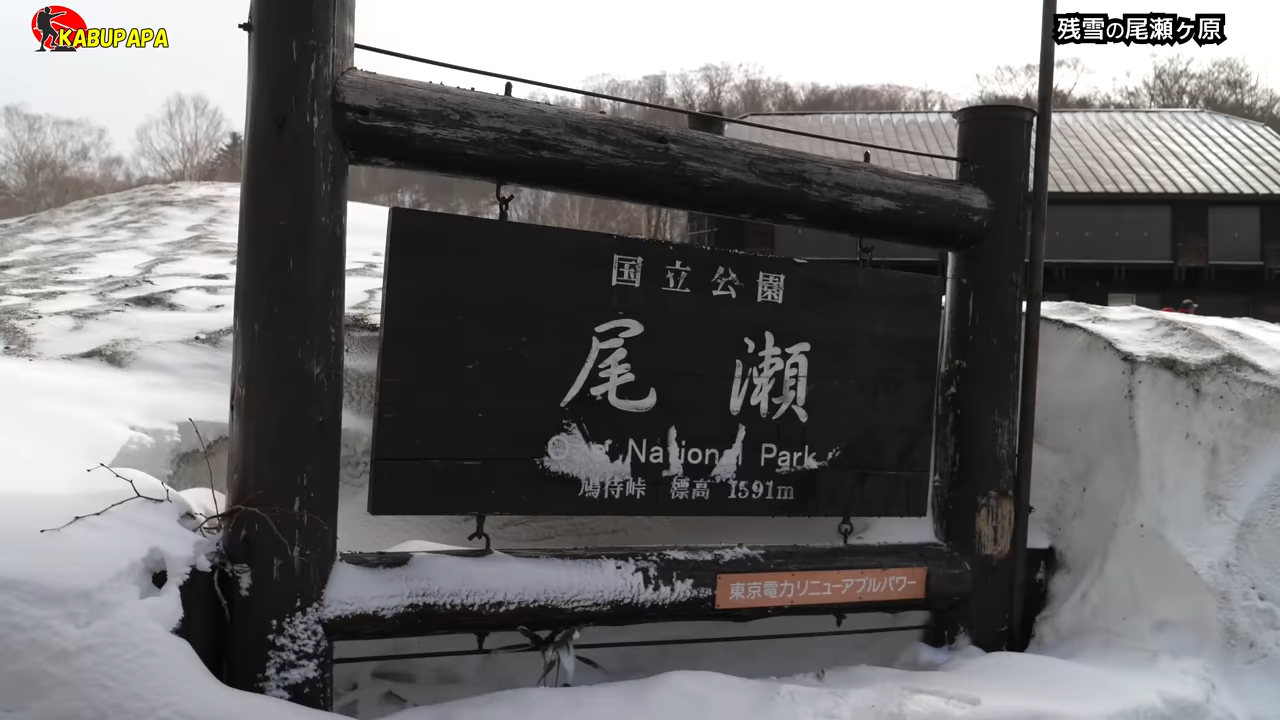 KABUPAPA
残雪の尾瀬ヶ原
国立公園
尾瀬
National Park
鳩待峠 標高 1591m
東京電力リニューアブルパワー